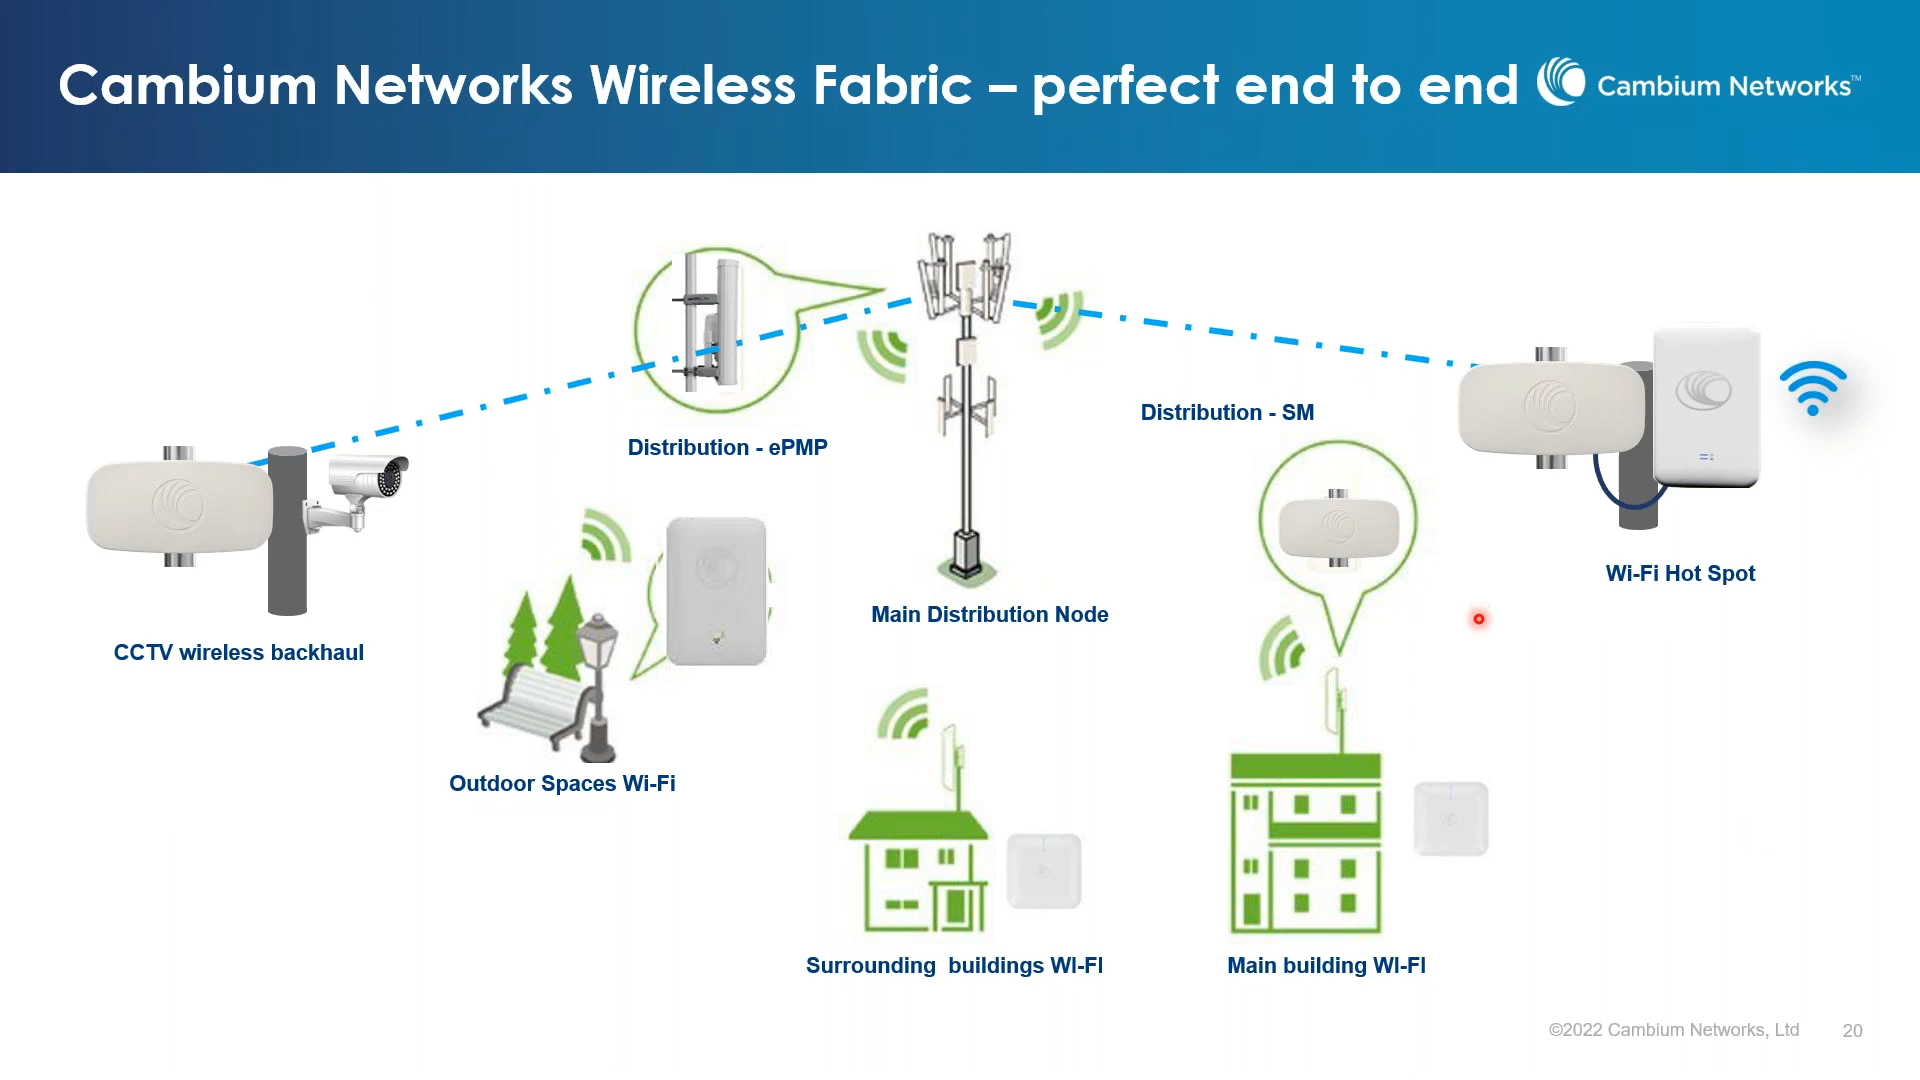 Cambium Networks Wireless Fabric – perfect end to end
Cambium Networks™
Distribution - SM
Distribution - ePMP
Wi-Fi Hot Spot
Main Distribution Node
CCTV wireless backhaul
Outdoor Spaces Wi-Fi
Surrounding  buildings WI-FI
Main building WI-FI
©2022 Cambium Networks, Ltd
20